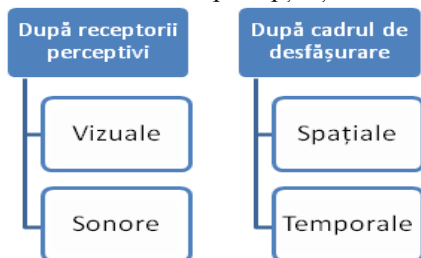 După receptorii
perceptivi
Vizuale
Sonore
După cadrul de
desfășurare
Spațiale
Temporale